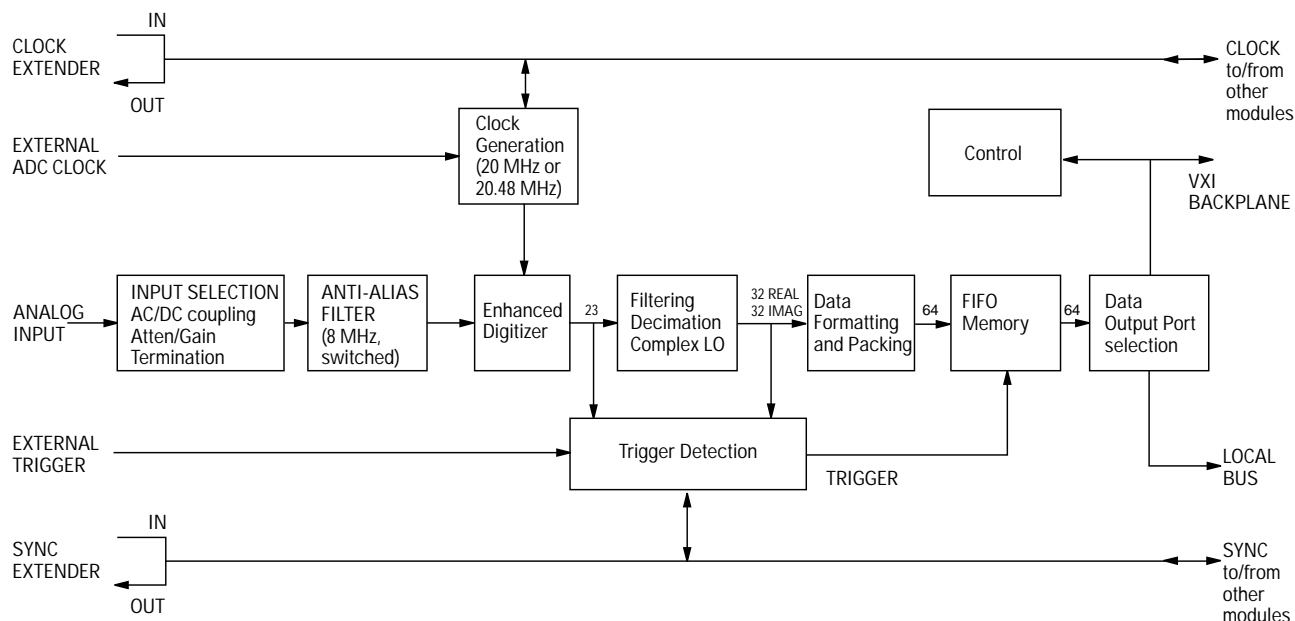 IN
CLOCK
EXTENDER
OUT
CLOCK
to/from
other
modules
EXTERNAL
ADC CLOCK
Clock
Generation
(20 MHz or
20.48 MHz)
Control
VXI
BACKPLANE
ANALOG
INPUT
INPUT SELECTION
AC/DC coupling
Atten/Gain
Termination
ANTI-ALIAS
FILTER
(8 MHz,
switched)
Enhanced
Digitizer
23
Filtering
Decimation
Complex LO
32 REAL
32 IMAG
Data
Formatting
and Packing
64
FIFO
Memory
64
Data
Output Port
selection
EXTERNAL
TRIGGER
Trigger Detection
TRIGGER
LOCAL
BUS
IN
SYNC
EXTENDER
OUT
SYNC
to/from
other
modules